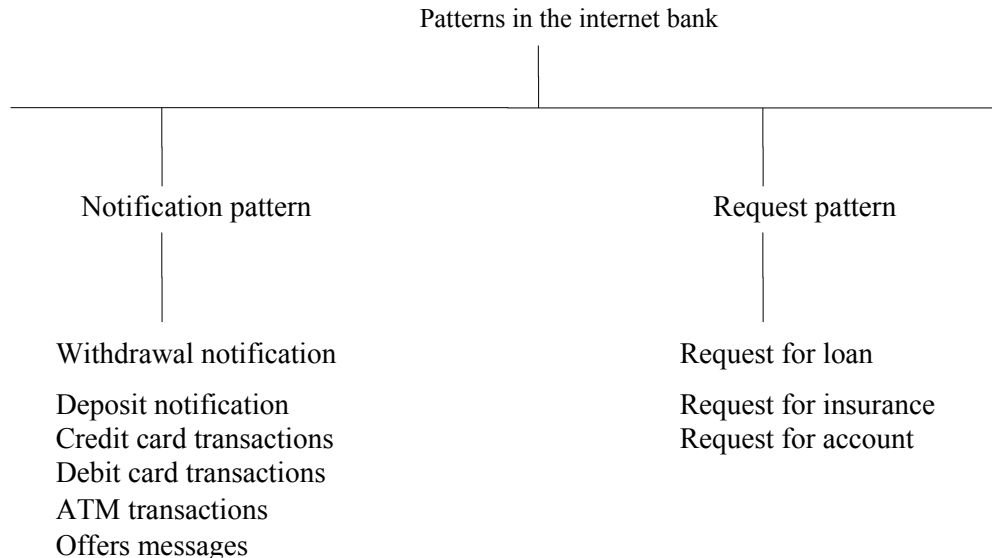 Patterns in the internet bank
Notification pattern
Request pattern
Withdrawal notification
Deposit notification
Credit card transactions
Debit card transactions
ATM transactions
Offers messages
Request for loan
Request for insurance
Request for account